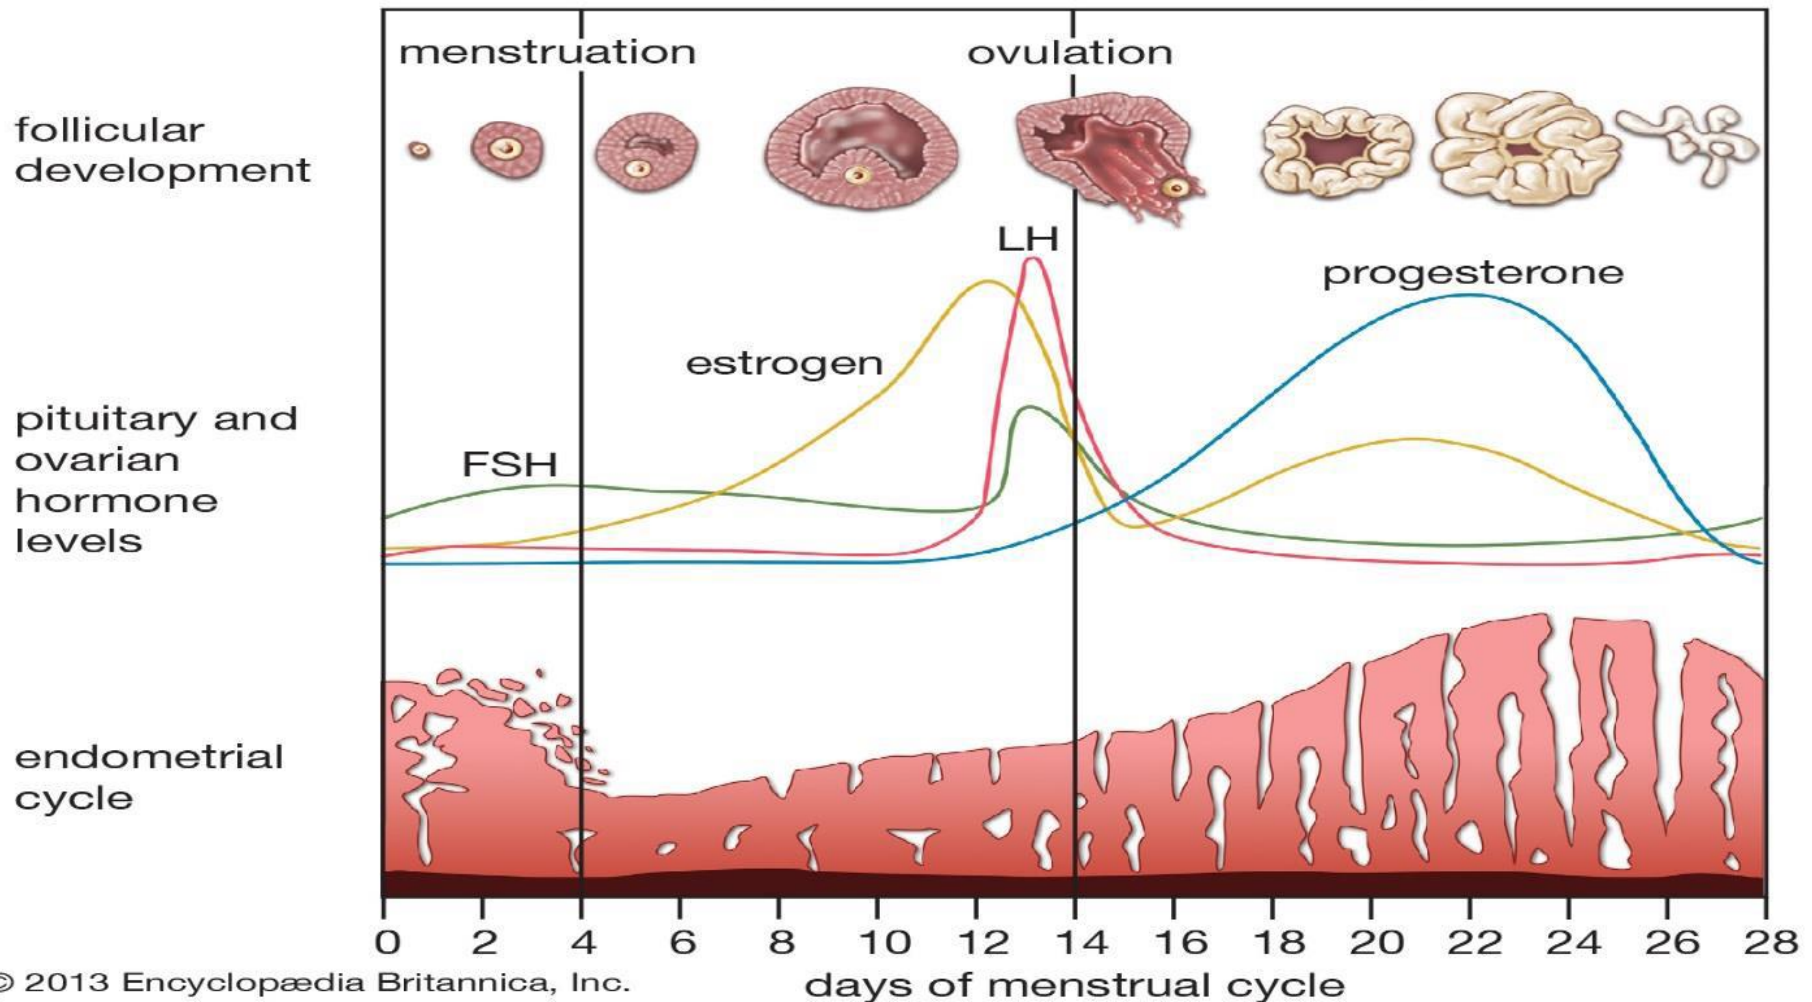 menstruation
ovulation
follicular
development
LH
progesterone
estrogen
pituitary and
ovarian
hormone
levels
FSH
endometrial
cycle
0 2 4 6 8 10 12 14 16 18 20 22 24 26 28
© 2013 Encyclopædia Britannica, Inc.
days of menstrual cycle